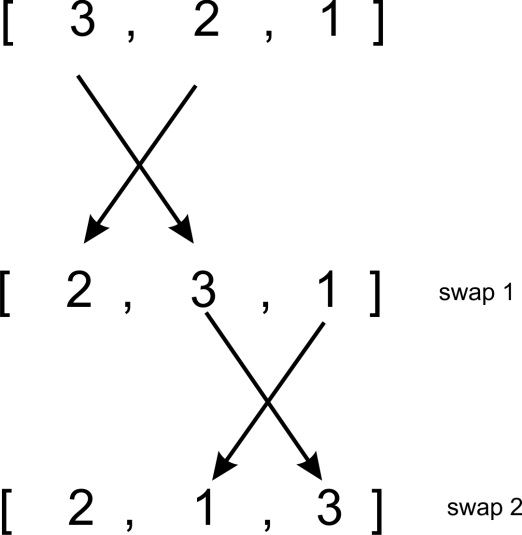 [ 3 , 2 , 1 ]
[ 2 , 3 , 1 ] swap 1
[ 2 , 1 , 3 ] swap 2